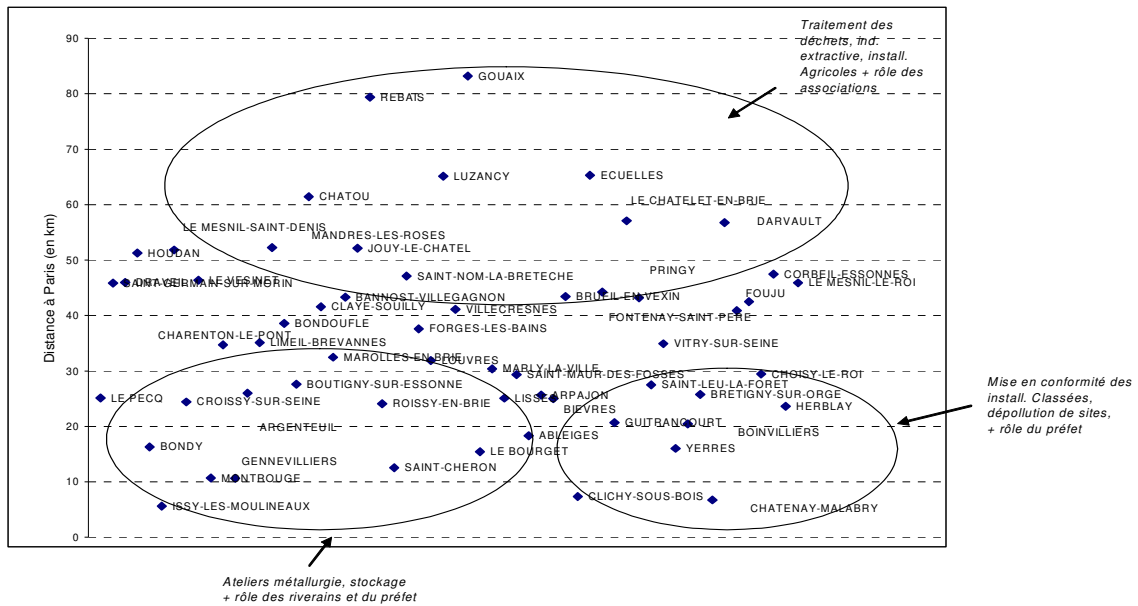 Traitement des
déchets, ind.
extractive, install.
Agricoles + rôle des
associations
90
80
70
60
50
40
30
20
10
0
Distance à Paris (en km)
GOUAIX
REBAIS
LUZANCY
ECUELLES
CHATOU
LE CHATELET-EN-BRIE
DARVAULT
LE MESNIL-SAINT-DENIS
MANDRES-LES-ROSES
HOUDAN
JOUY-LE-CHATEL
SAINT-NOM-LA-BRETECHE
PRINGY
CORBEIL-ESSONNES
DRAVEIL
LE VESINET
SAINT-GERMAIN-SUR-MORIN
LE MESNIL-LE-ROI
BANNOST-VILLEGAGNON
BRUEIL-EN-VEXIN
FOUJU
CLAYE-SOUILLY
VILLECRESNES
FONTENAY-SAINT-PERE
BONDOUFLE
FORGES-LES-BAINS
CHARENTON-LE-PONT
LIMEIL-BREVANNES
VITRY-SUR-SEINE
MAROLLES-EN-BRIE
LOUVRES
MARLY-LA-VILLE
SAINT-MAUR-DES-FOSSES
CHOISY-LE-ROI
BOUTIGNY-SUR-ESSONNE
SAINT-LEU-LA-FORET
LE PECQ
CROISSY-SUR-SEINE
ROISSY-EN-BRIE
LISSES
ARPAJON
BRETIGNY-SUR-ORGE
BIEVRES
HERBLAY
ARGENTEUIL
GUITRANCOURT
BOINVILLIERS
BONDY
ABLEIGES
LE BOURGET
YERRES
GENNEVILLIERS
SAINT-CHERON
MONTROUGE
CLICHY-SOUS-BOIS
ISSY-LES-MOULINEAUX
CHATENAY-MALABRY
Mise en conformité des
install. Classées,
dépollution de sites,
+ rôle du préfet
Ateliers métallurgie, stockage
+ rôle des riverains et du préfet